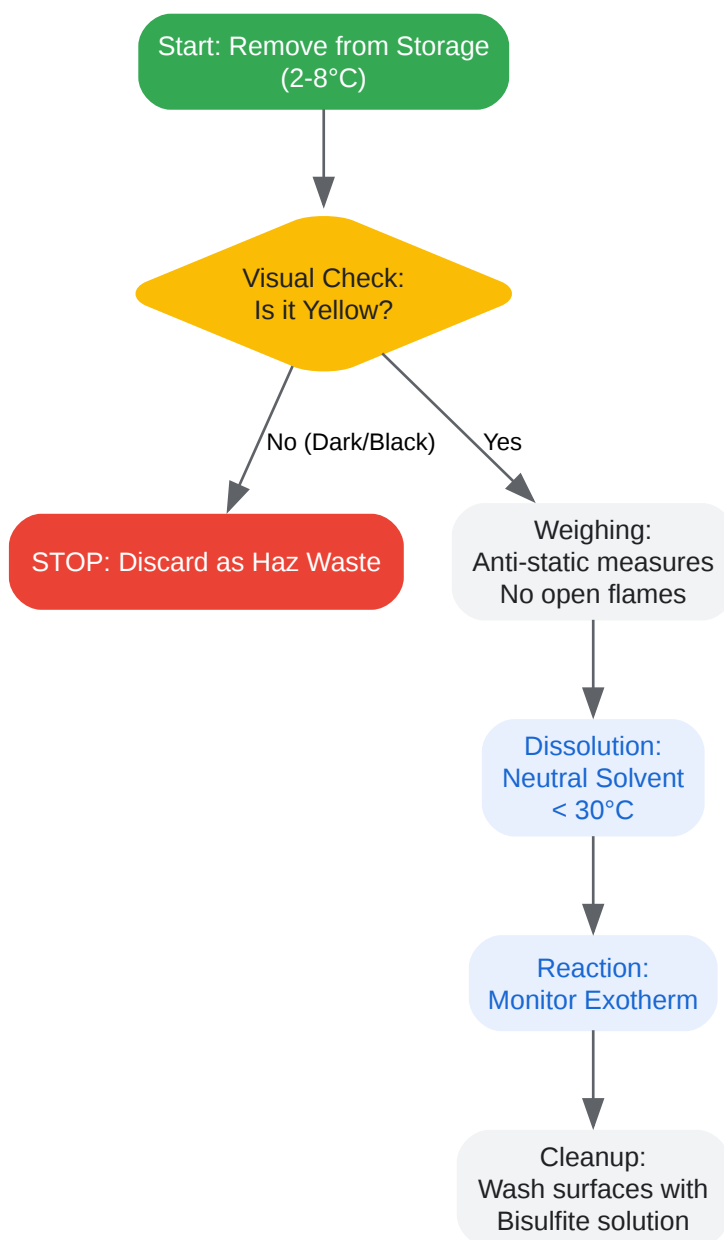 Start: Remove from Storage
(2-8°C)
Visual Check:
Is it Yellow?
No (Dark/Black)
Yes
STOP: Discard as Haz Waste
Weighing:
Anti-static measures
No open flames
Dissolution:
Neutral Solvent
< 30°C
Reaction:
Monitor Exotherm
Cleanup:
Wash surfaces with
Bisulfite solution